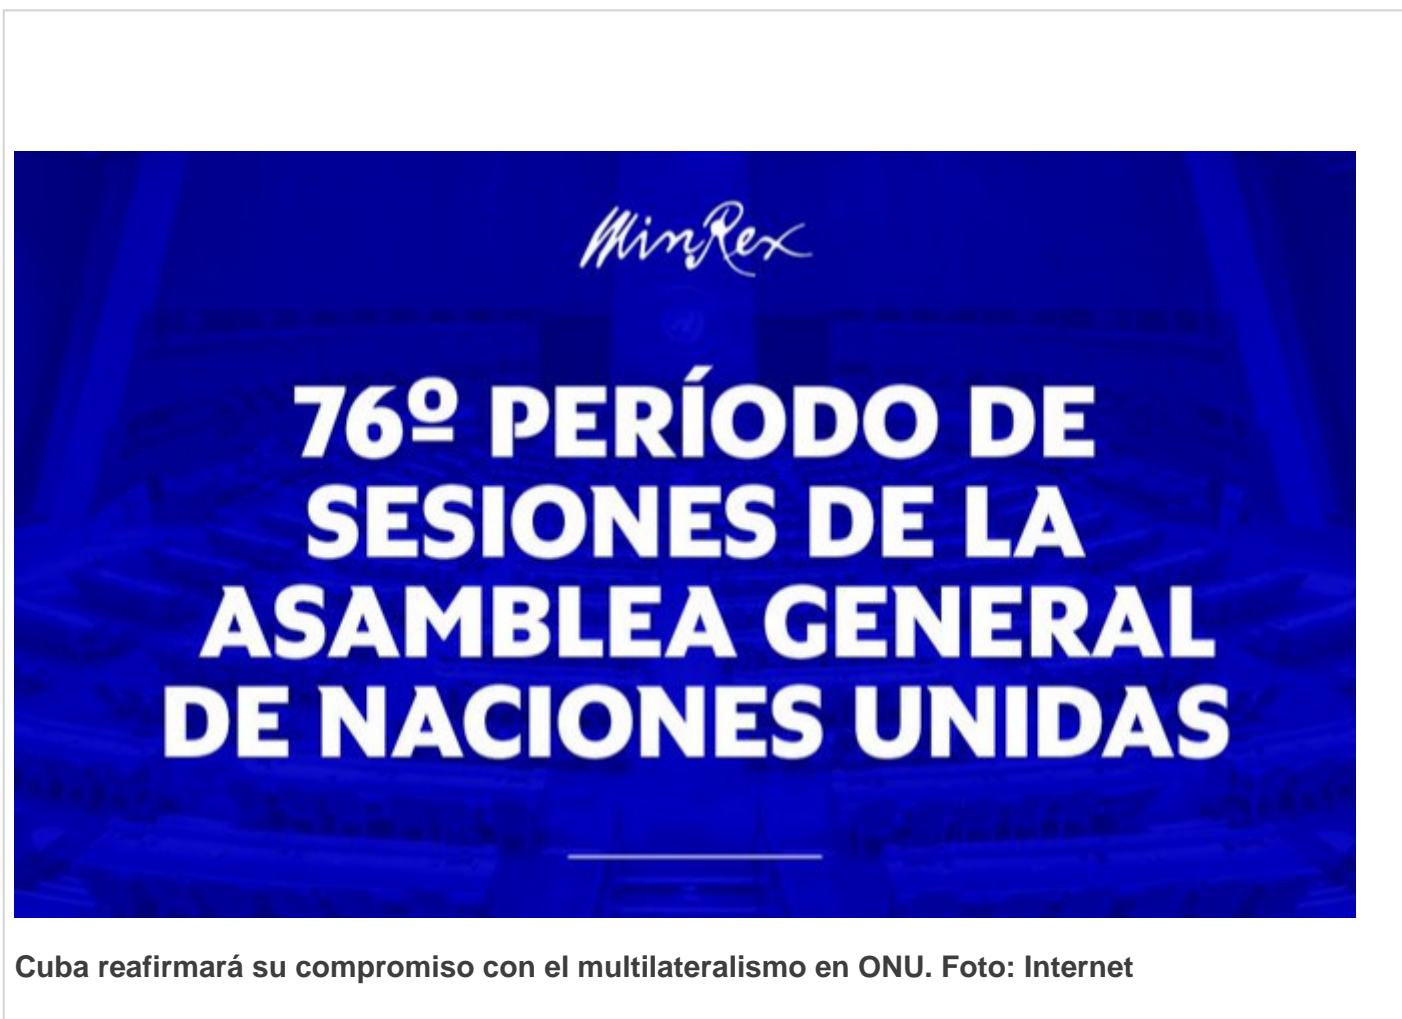 MinRex
76º PERÍODO DE
SESIONES DE LA
ASAMBLEA GENERAL
DE NACIONES UNIDAS
Cuba reafirmará su compromiso con el multilateralismo en ONU. Foto: Internet